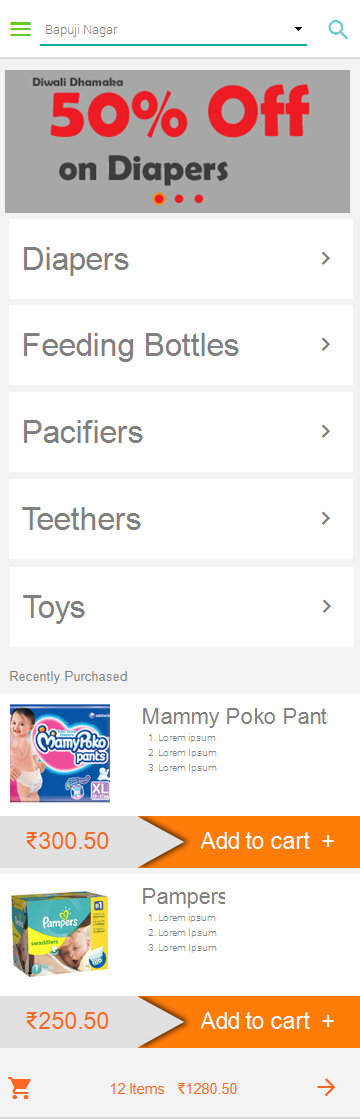 Bapuji Nagar
Diwali Dhamaka
50% Off
on Diapers
Diapers
Feeding Bottles
Pacifiers
Teethers
Toys
Recently Purchased
MamyPoko
pants
XL
Mammy Poko Pant
1. Lorem ipsum
2. Lorem Ipsum
3. Lorem Ipsum
₹300.50
Add to cart +
#1
Pampers
swaddlers
1
Pampers
1. Lorem ipsum
2. Lorem Ipsum
3. Lorem Ipsum
₹250.50
Add to cart +
12 Items ₹1280.50